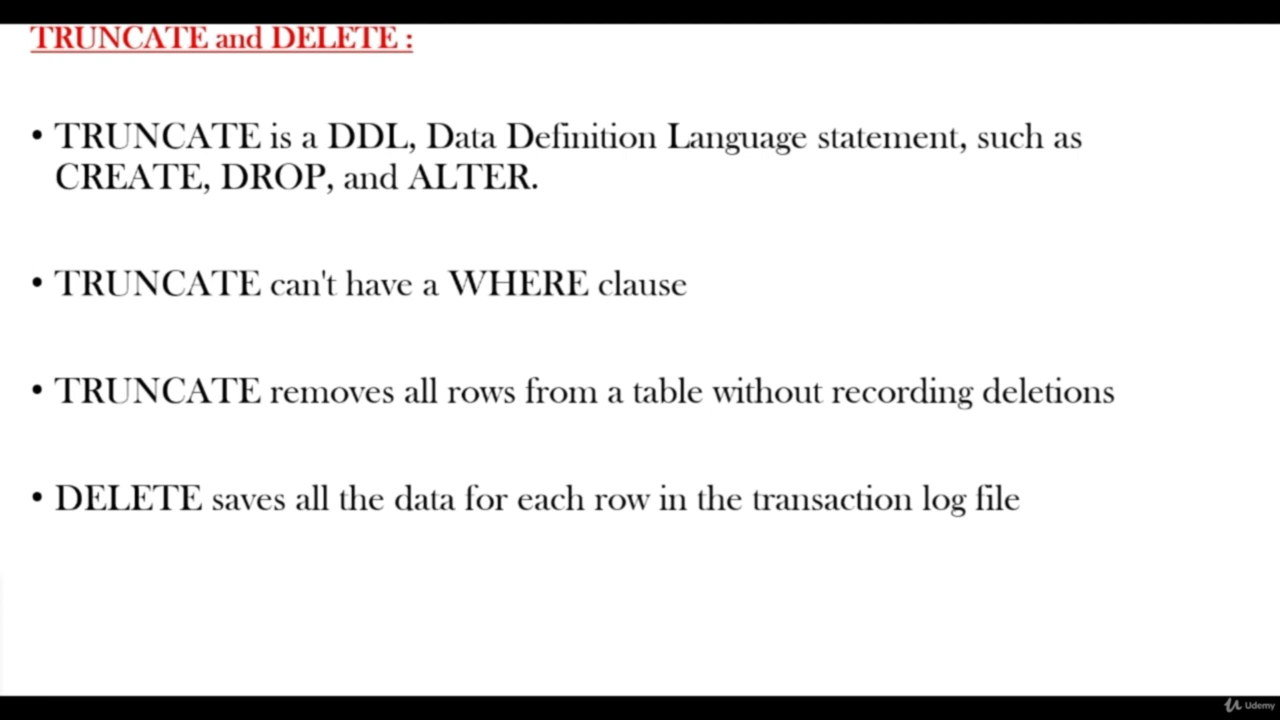 TRUNCATE and DELETE :
• TRUNCATE is a DDL, Data Definition Language statement, such as
CREATE, DROP, and ALTER.
• TRUNCATE can't have a WHERE clause
• TRUNCATE removes all rows from a table without recording deletions
• DELETE saves all the data for each row in the transaction log file
Udemy